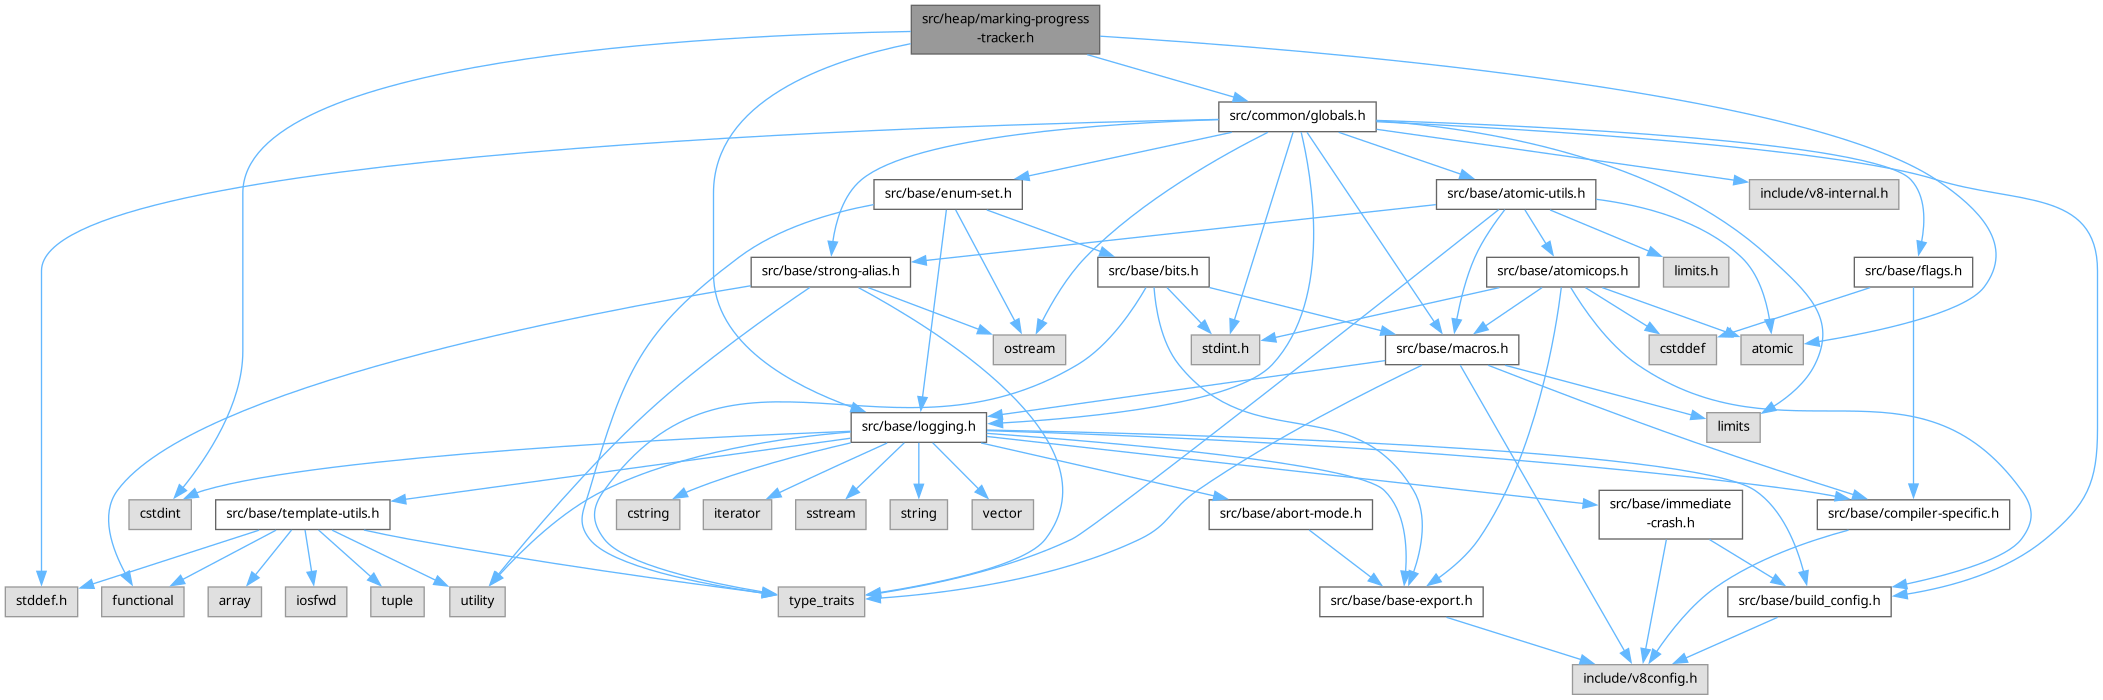 src/heap/marking-progress
-tracker.h
src/common/globals.h
src/base/enum-set.h
src/base/atomic-utils.h
include/v8-internal.h
src/base/strong-alias.h
src/base/bits.h
src/base/atomicops.h
limits.h
src/base/flags.h
ostream
stdint.h
src/base/macros.h
cstddef
atomic
src/base/logging.h
limits
cstdint
src/base/template-utils.h
cstring
iterator
sstream
string
vector
src/base/abort-mode.h
src/base/immediate
-crash.h
src/base/compiler-specific.h
stddef.h
functional
array
iosfwd
tuple
utility
type_traits
src/base/base-export.h
src/base/build_config.h
include/v8config.h